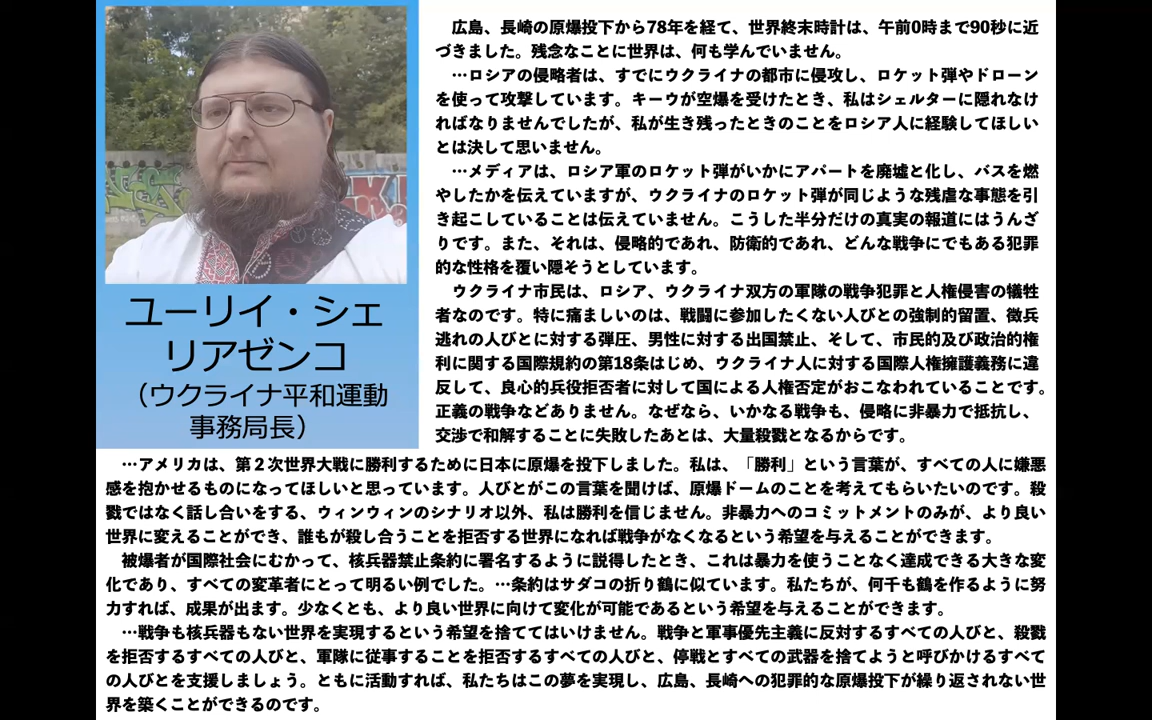 広島、長崎の原爆投下から78年を経て、世界終末時計は、午前0時まで90秒に近
づきました。残念なことに世界は、何も学んでいません。
…ロシアの侵略者は、すでにウクライナの都市に侵攻し、ロケット弾やドローン
を使って攻撃しています。キーウが空爆を受けたとき、私はシェルターに隠れなけ
ればなりませんでしたが、私が生き残ったときのことをロシア人に経験してほしい
とは決して思いません。
…メディアは、ロシア軍のロケット弾がいかにアパートを廃墟と化し、バスを燃
やしたかを伝えていますが、ウクライナのロケット弾が同じような残虐な事態を引
き起こしていることは伝えていません。こうした半分だけの真実の報道にはうんざ
りです。また、それは、侵略的であれ、防衛的であれ、どんな戦争にでもある犯罪
的な性格を覆い隠そうとしています。
ウクライナ市民は、ロシア、ウクライナ双方の軍隊の戦争犯罪と人権侵害の犠牲
者なのです。特に痛ましいのは、戦闘に参加したくない人びとの強制的留置、徴兵
逃れの人びとに対する弾圧、男性に対する出国禁止、そして、市民的及び政治的権
利に関する国際規約の第18条はじめ、ウクライナ人に対する国際人権擁護義務に違
反して、良心的兵役拒否者に対して国による人権否定がおこなわれていることです。
正義の戦争などありません。なぜなら、いかなる戦争も、侵略に非暴力で抵抗し、
交渉で和解することに失敗したあとは、大量殺戮となるからです。
ユーリイ・シェ
リアゼンコ
（ウクライナ平和運動
事務局長）
…アメリカは、第２次世界大戦に勝利するために日本に原爆を投下しました。私は、「勝利」という言葉が、すべての人に嫌悪
感を抱かせるものになってほしいと思っています。人びとがこの言葉を聞けば、原爆ドームのことを考えてもらいたいのです。殺
戮ではなく話し合いをする、ウィンウィンのシナリオ以外、私は勝利を信じません。非暴力へのコミットメントのみが、より良い
世界に変えることができ、誰もが殺し合うことを拒否する世界になれば戦争がなくなるという希望を与えることができます。
被爆者が国際社会にむかって、核兵器禁止条約に署名するように説得したとき、これは暴力を使うことなく達成できる大きな変
化であり、すべての変革者にとって明るい例でした。…条約はサダコの折り鶴に似ています。私たちが、何千も鶴を作るように努
力すれば、成果が出ます。少なくとも、より良い世界に向けて変化が可能であるという希望を与えることができます。
…戦争も核兵器もない世界を実現するという希望を捨ててはいけません。戦争と軍事優先主義に反対するすべての人びと、殺戮
を拒否するすべての人びと、軍隊に従事することを拒否するすべての人びと、停戦とすべての武器を捨てようと呼びかけるすべて
の人びとを支援しましょう。ともに活動すれば、私たちはこの夢を実現し、広島、長崎への犯罪的な原爆投下が繰り返されない世
界を築くことができるのです。